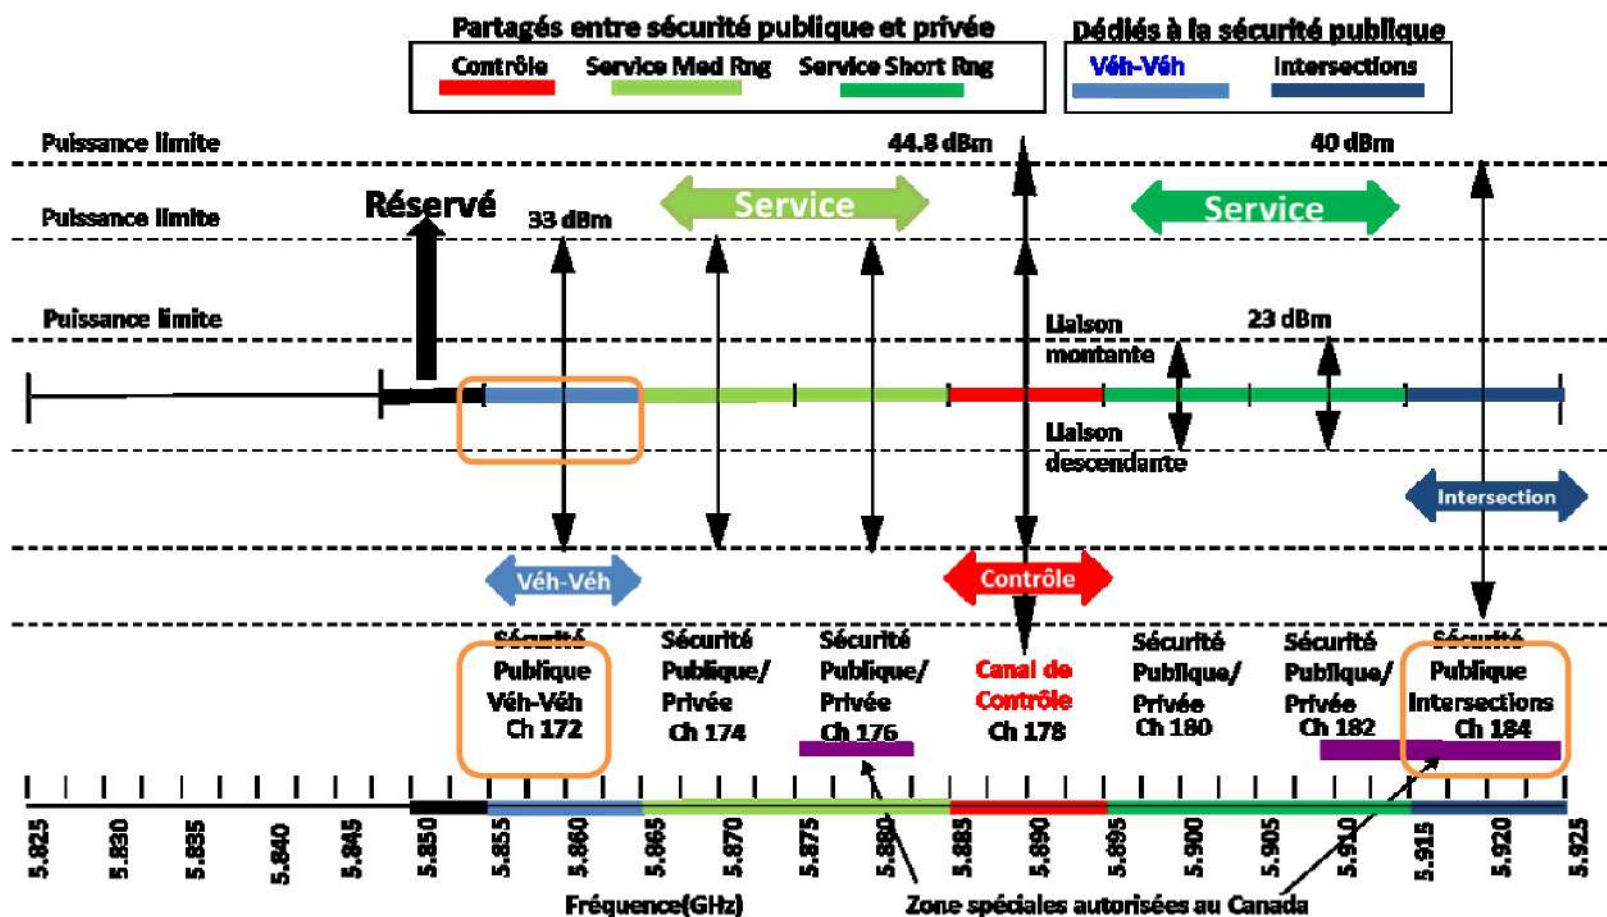 Partagés entre sécurité publique et privée
Dédiés à la sécurité publique
Contrôle
Service Med Rng
Service Short Rng
Véh-Véh
Intersections
Puissance limite
44.8 dBm
40 dBm
Réservé
Service
Service
Puissance limite
33 dBm
Puissance limite
Liaison
montante
23 dBm
Liaison
descendante
Intersection
Véh-Véh
Contrôle
Sécurité
Publique
Véh-Véh
Ch 172
Sécurité
Publique/
Privée
Ch 174
Sécurité
Publique/
Privée
Ch 176
Canal de
Contrôle
Ch 178
Sécurité
Publique/
Privée
Ch 180
Sécurité
Publique/
Privée
Ch 182
Sécurité
Publique
Intersections
Ch 184
5.825
5.830
5.835
5.840
5.845
5.850
5.855
5.860
5.865
5.870
5.875
5.880
5.885
5.890
5.895
5.900
5.905
5.910
5.915
5.920
5.925
Fréquence(GHz)
Zone spéciales autorisées au Canada